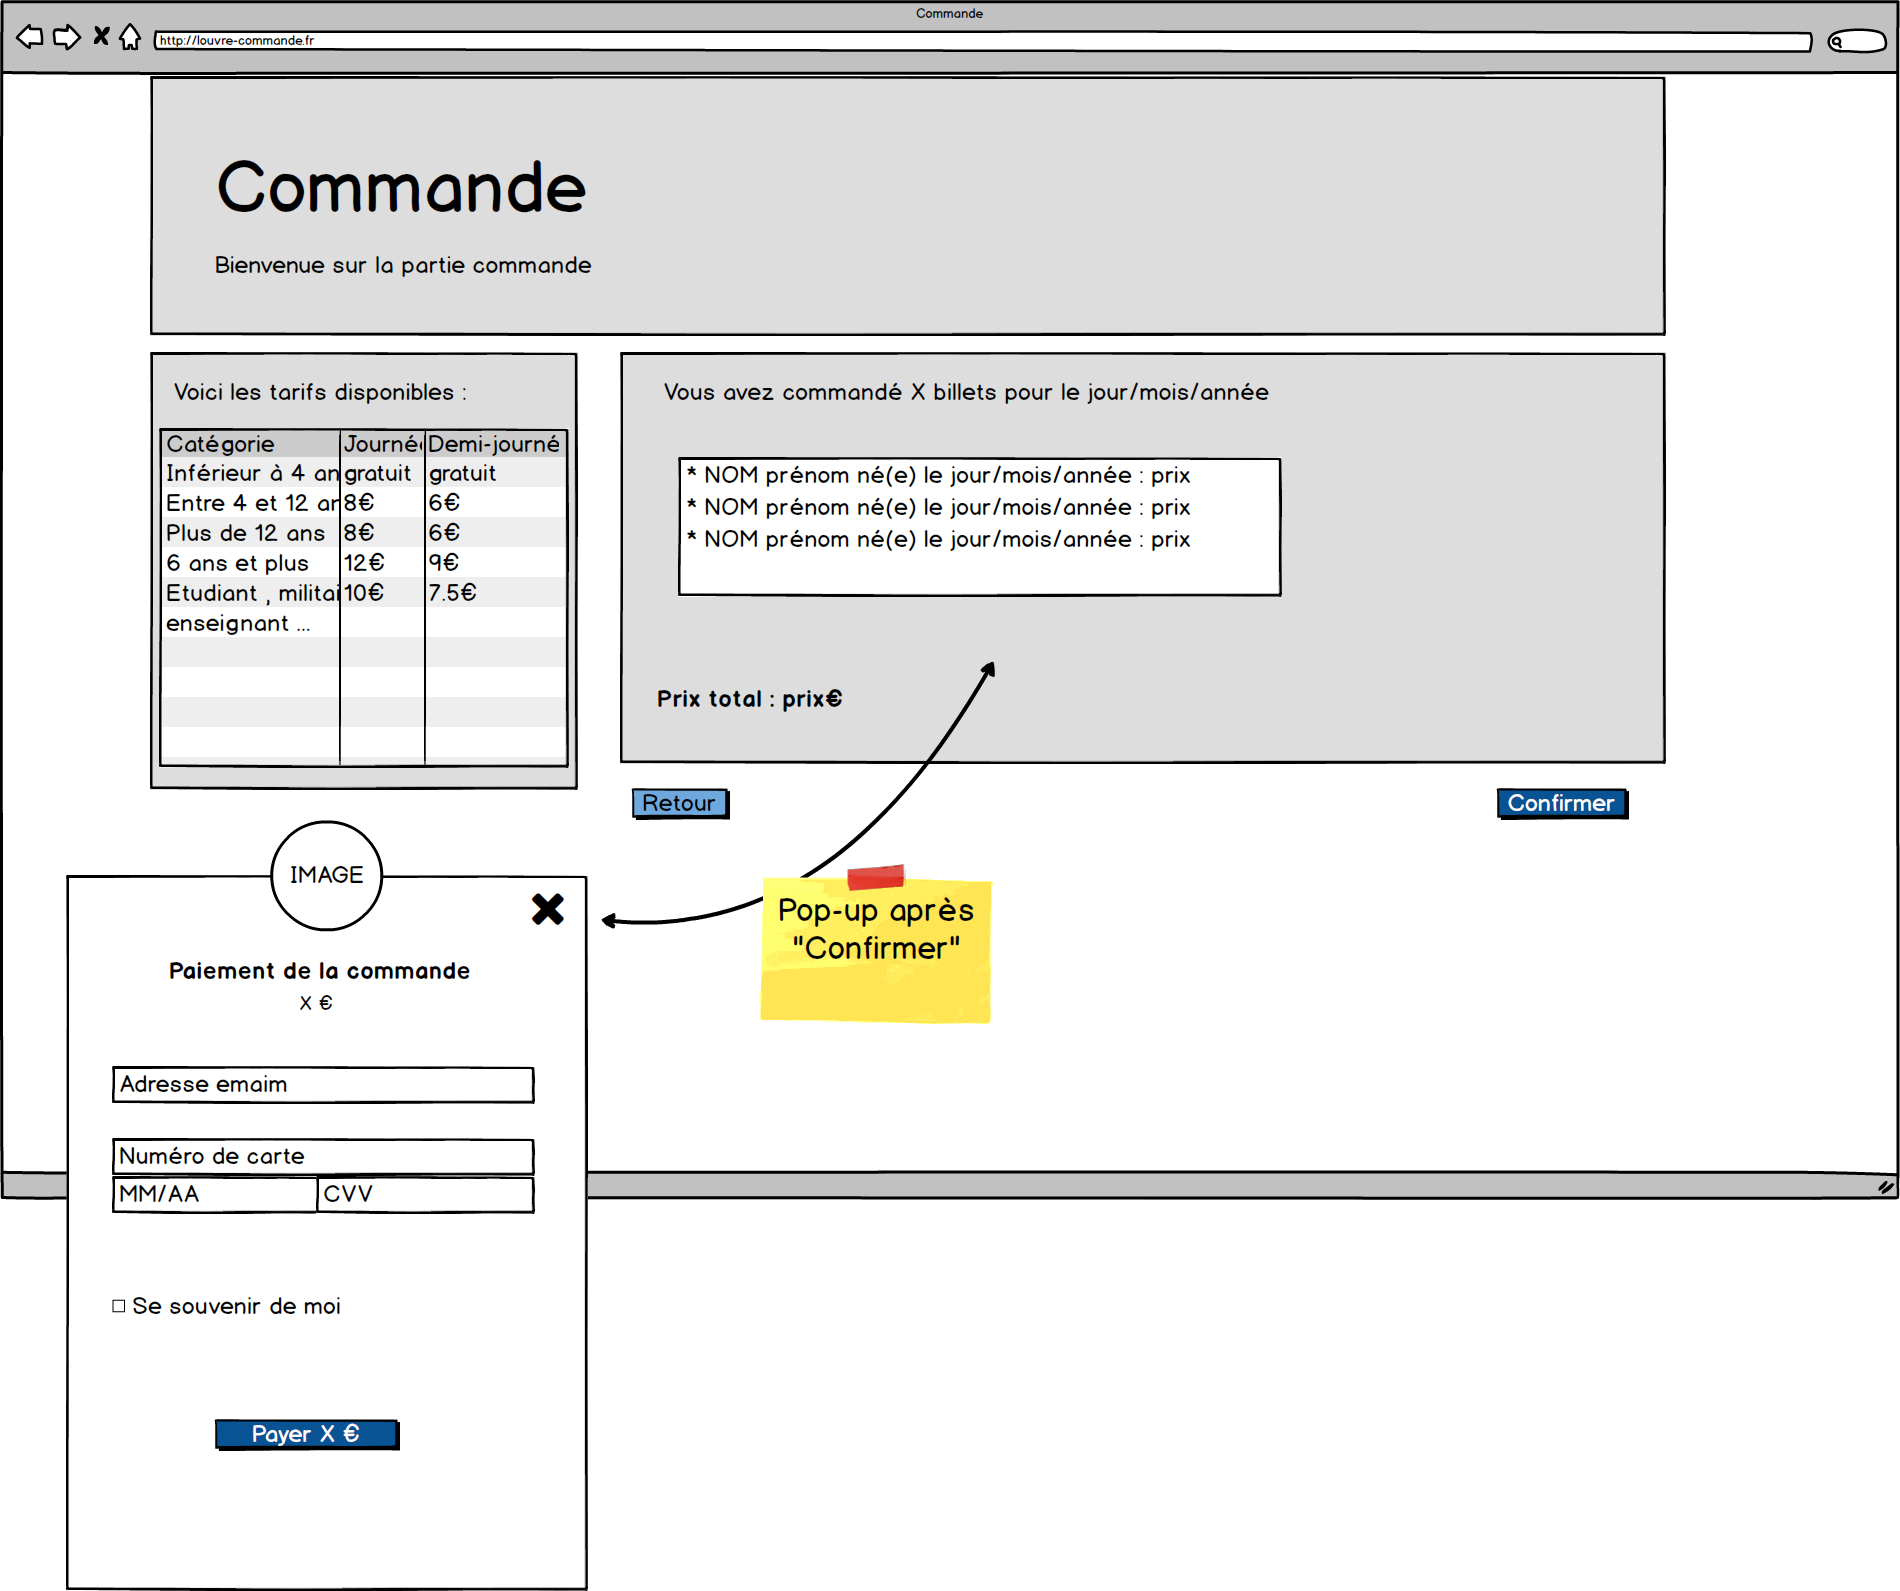 Commande
http://louvre-commande.fr
Commande
Bienvenue sur la partie commande
Voici les tarifs disponibles :
Catégorie Journée Demi-journé
Inférieur à 4 an gratuit gratuit
Entre 4 et 12 an 8€ 6€
Plus de 12 ans 8€ 6€
6 ans et plus 12€ 9€
Etudiant , militai 10€ 7.5€
enseignant ...
Vous avez commandé X billets pour le jour/mois/année
* NOM prénom né(e) le jour/mois/année : prix
* NOM prénom né(e) le jour/mois/année : prix
* NOM prénom né(e) le jour/mois/année : prix
Prix total : prix€
Retour
Confirmer
Pop-up après
"Confirmer"
IMAGE
Paiement de la commande
X €
Adresse emaim
Numéro de carte
MM/AA CVV
Se souvenir de moi
Payer X €